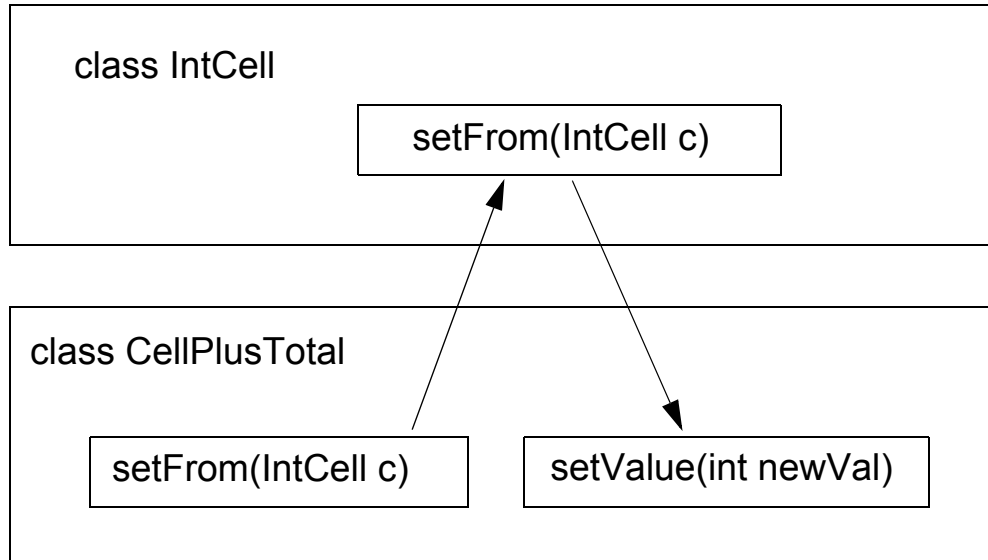 class IntCell
setFrom(IntCell c)
class CellPlusTotal
setFrom(IntCell c)
setValue(int newVal)